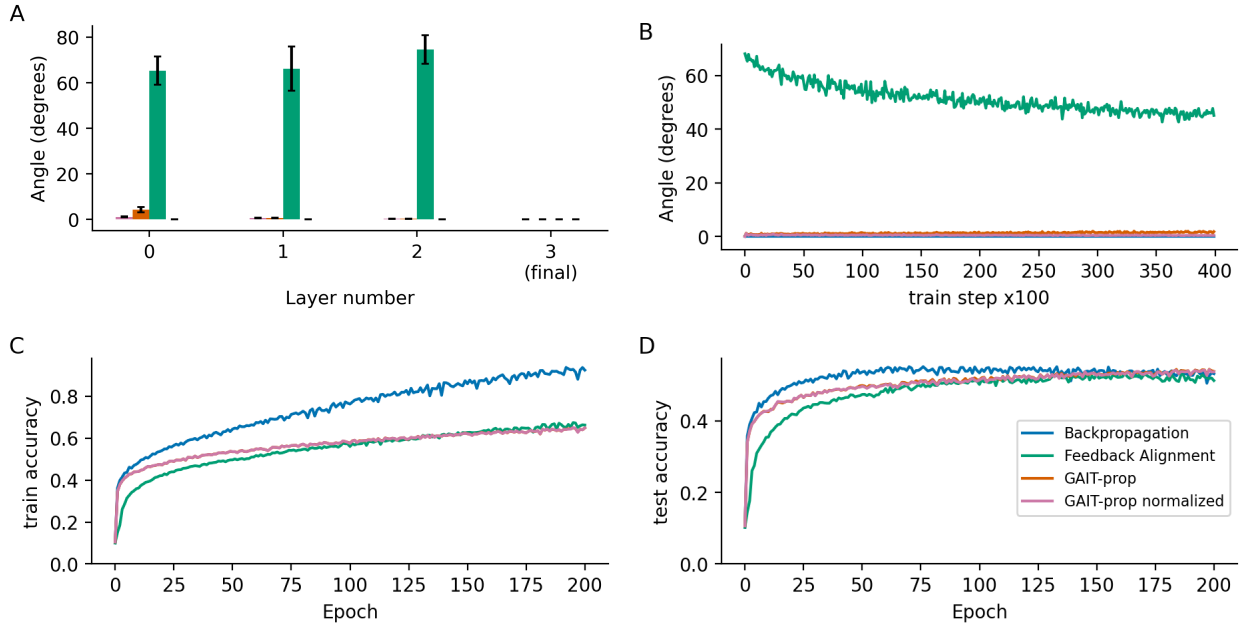 A
Angle (degrees)
80
60
40
20
0
0
1
2
3
(final)
Layer number
B
Angle (degrees)
60
40
20
0
0
50
100
150
200
250
300
350
400
train step x100
C
train accuracy
0.8
0.6
0.4
0.2
0.0
0
25
50
75
100
125
150
175
200
Epoch
D
test accuracy
0.4
0.2
0.0
0
25
50
75
100
125
150
175
200
Epoch
Backpropagation
Feedback Alignment
GAIT-prop
GAIT-prop normalized